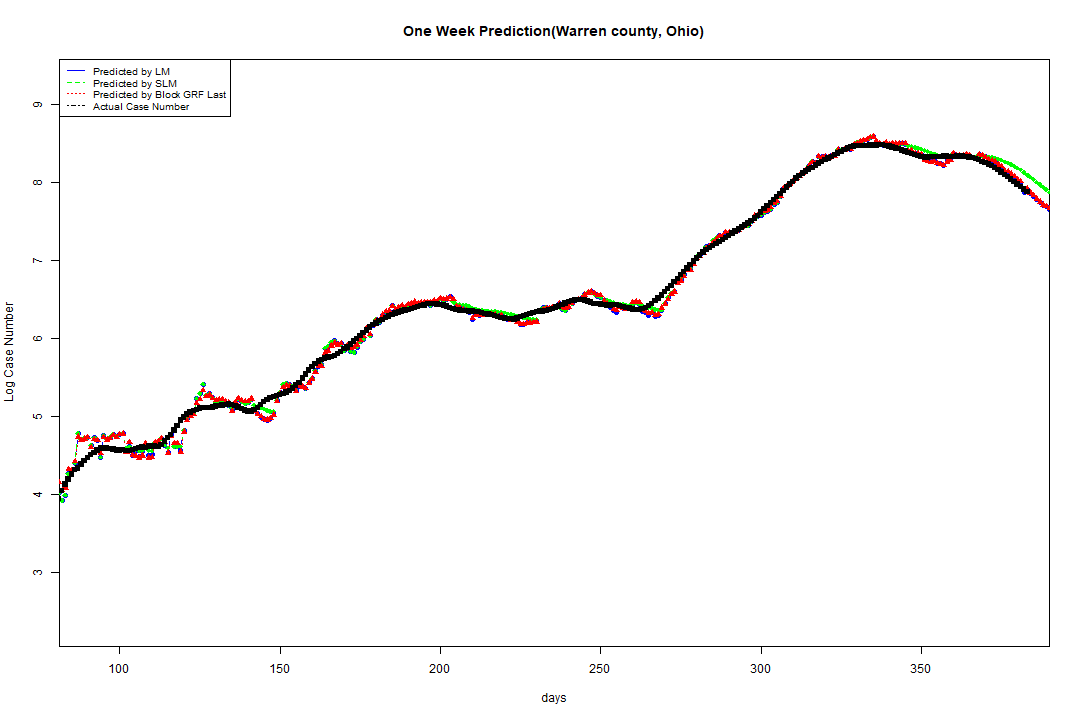 One Week Prediction(Warren county, Ohio)
Predicted by LM
Predicted by SLM
Predicted by Block GRF Last
Actual Case Number
9
8
7
6
5
4
3
Log Case Number
100 150 200 250 300 350
days